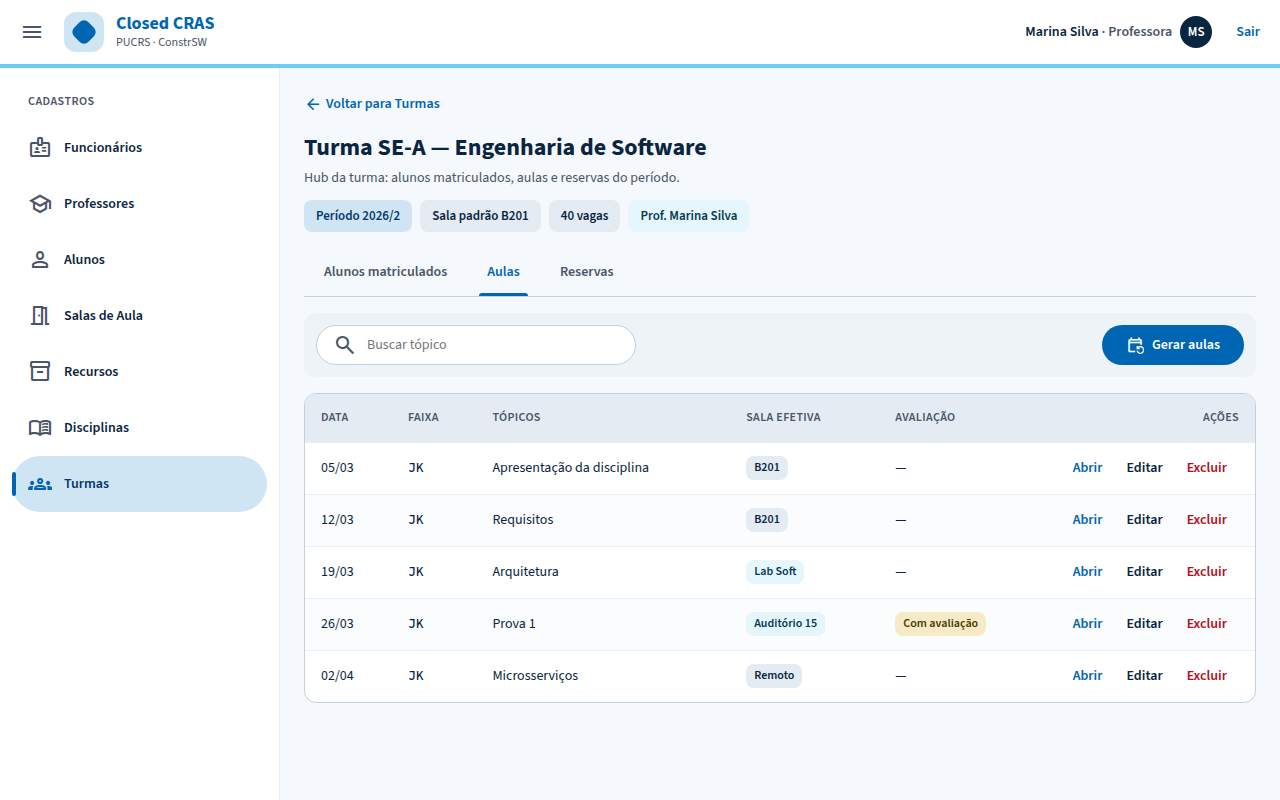 Closed CRAS
PUCRS · ConstrSW
Marina Silva · Professora
MS
Sair
CADASTROS
Funcionários
Professores
Alunos
Salas de Aula
Recursos
Disciplinas
Turmas
Voltar para Turmas
Turma SE-A — Engenharia de Software
Hub da turma: alunos matriculados, aulas e reservas do período.
Período 2026/2 Sala padrão B201 40 vagas Prof. Marina Silva
Alunos matriculados Aulas Reservas
Buscar tópico
Gerar aulas
DATA FAIXA TÓPICOS SALA EFETIVA AVALIAÇÃO AÇÕES
05/03 JK Apresentação da disciplina B201 — Abrir Editar Excluir
12/03 JK Requisitos B201 — Abrir Editar Excluir
19/03 JK Arquitetura Lab Soft — Abrir Editar Excluir
26/03 JK Prova 1 Auditório 15 Com avaliação Abrir Editar Excluir
02/04 JK Microsserviços Remoto — Abrir Editar Excluir